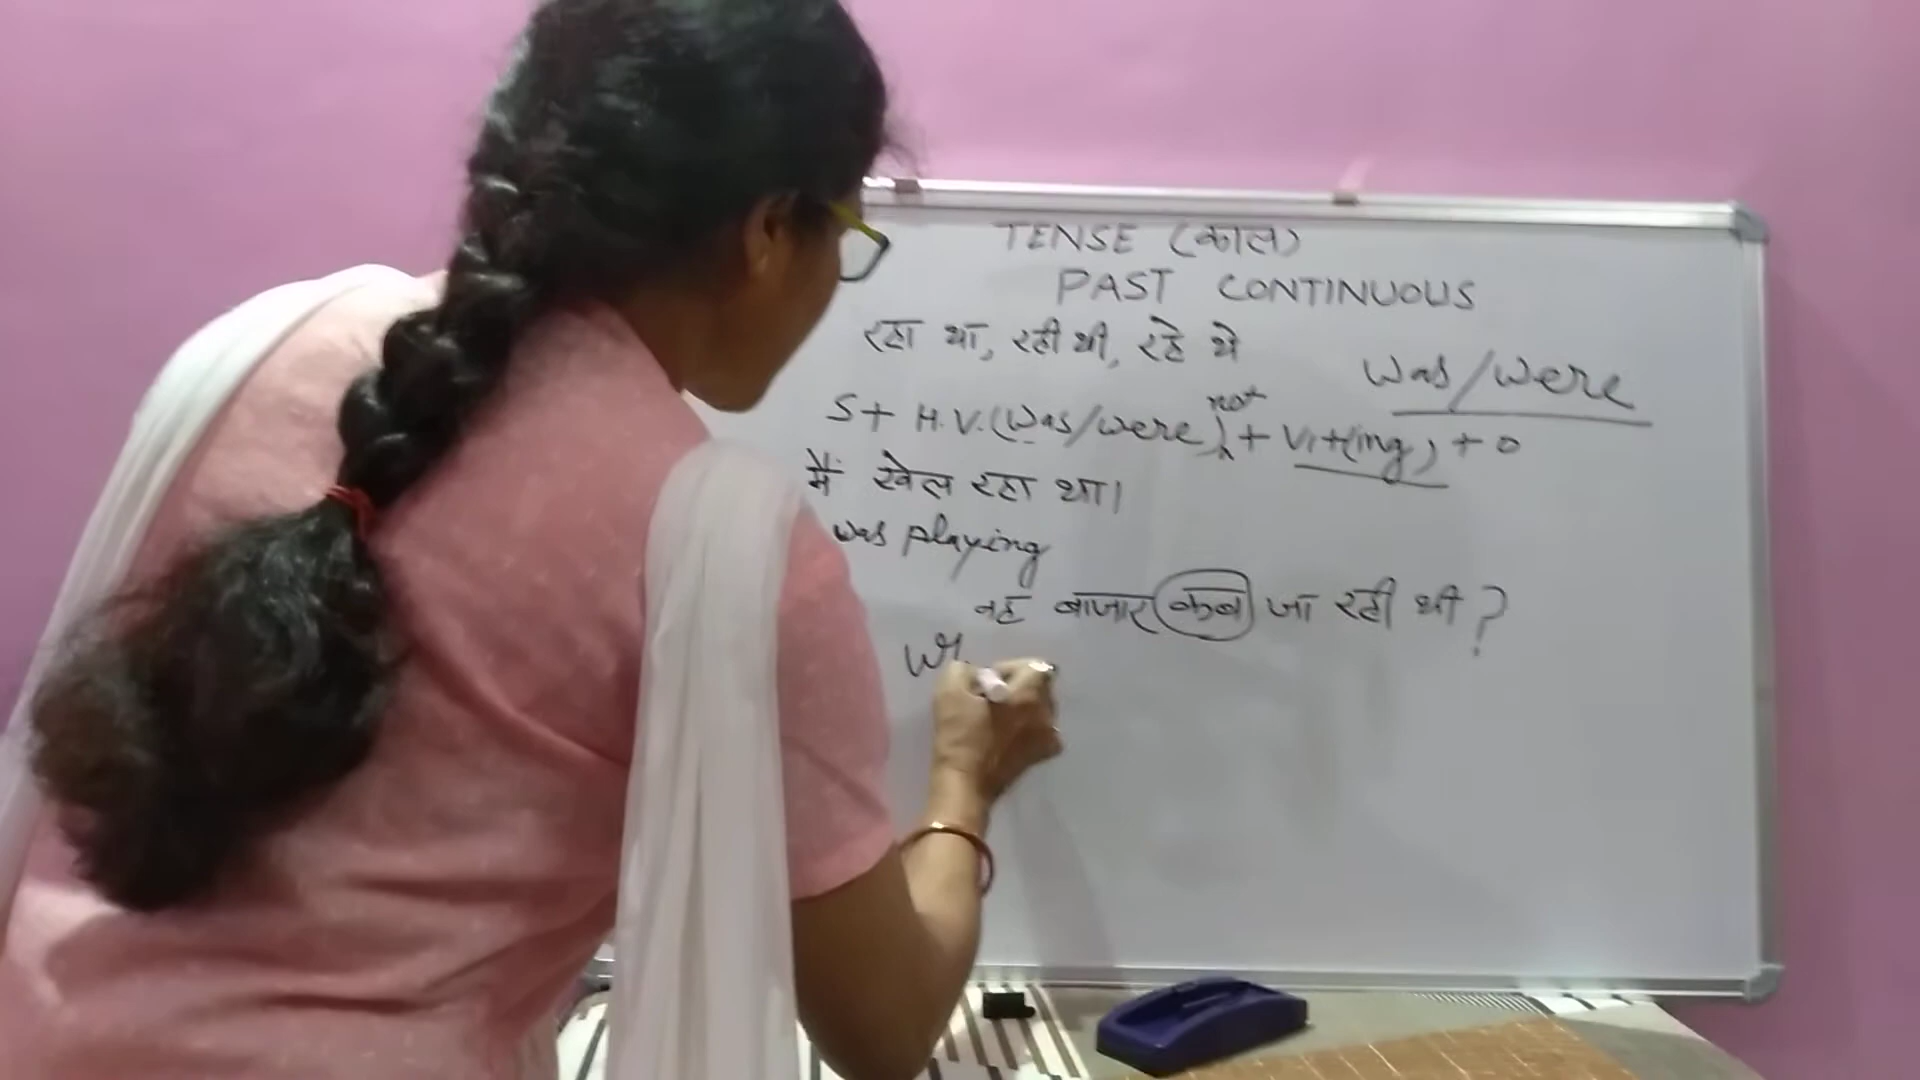 TENSE (काल)
PAST CONTINUOUS
रहा था, रही थी, रहे थे
was/were
S+ H.V.(was/were) not + V1+(ing) + O
मैं खेल रहा था।
was playing
वह बाजार कब जा रही थी?
Wh